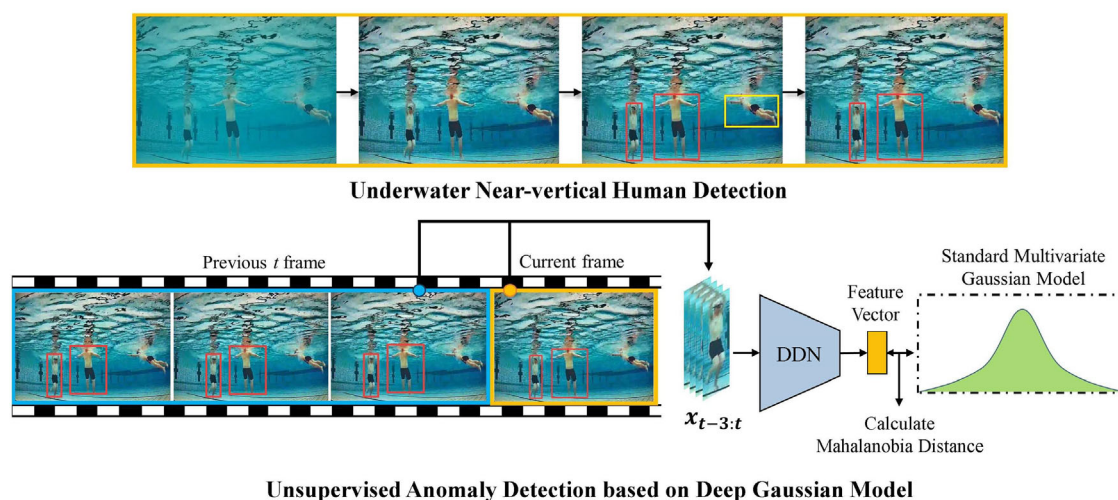 Underwater Near-vertical Human Detection
Previous t frame
Current frame
Standard Multivariate
Gaussian Model
Feature
Vector
DDN
x_{t−3:t}
Calculate
Mahalanobia Distance
Unsupervised Anomaly Detection based on Deep Gaussian Model